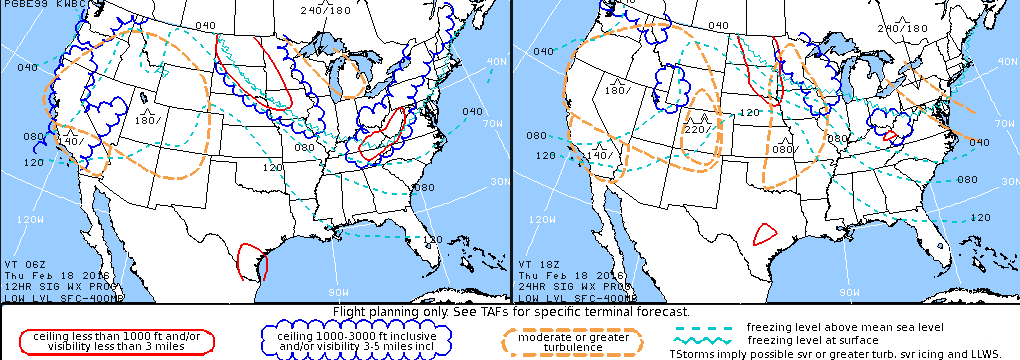 PGBE99 KWBC
040
240/180
040
40N
040
70W
180/
080
140/
080
120
120
080
30N
120W
120
90W
VT 06Z
Thu Feb 18 2016
12HR SIG WX PROG
LOW LVL SFC-400MB
040
040
240/180
40N
180/
120
220/
70W
080
080
140/
120
080/
040
080
30N
120W
120
90W
VT 18Z
Thu Feb 18 2016
24HR SIG WX PROG
LOW LVL SFC-400MB
Flight planning only. See TAFs for specific terminal forecast.
ceiling less than 1000 ft and/or
visibility less than 3 miles
ceiling 1000-3000 ft inclusive
and/or visibility 3-5 miles incl
moderate or greater
turbulence
freezing level above mean sea level
freezing level at surface
TStorms imply possible svr or greater turb, svr icing and LLWS.